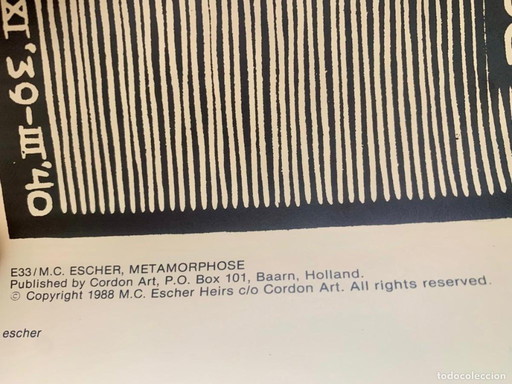 XI '39-III '40
E33/M.C. ESCHER, METAMORPHOSE
Published by Cordon Art, P.O. Box 101, Baarn, Holland.
© Copyright 1988 M.C. Escher Heirs c/o Cordon Art. All rights reserved.
escher
todocoleccion